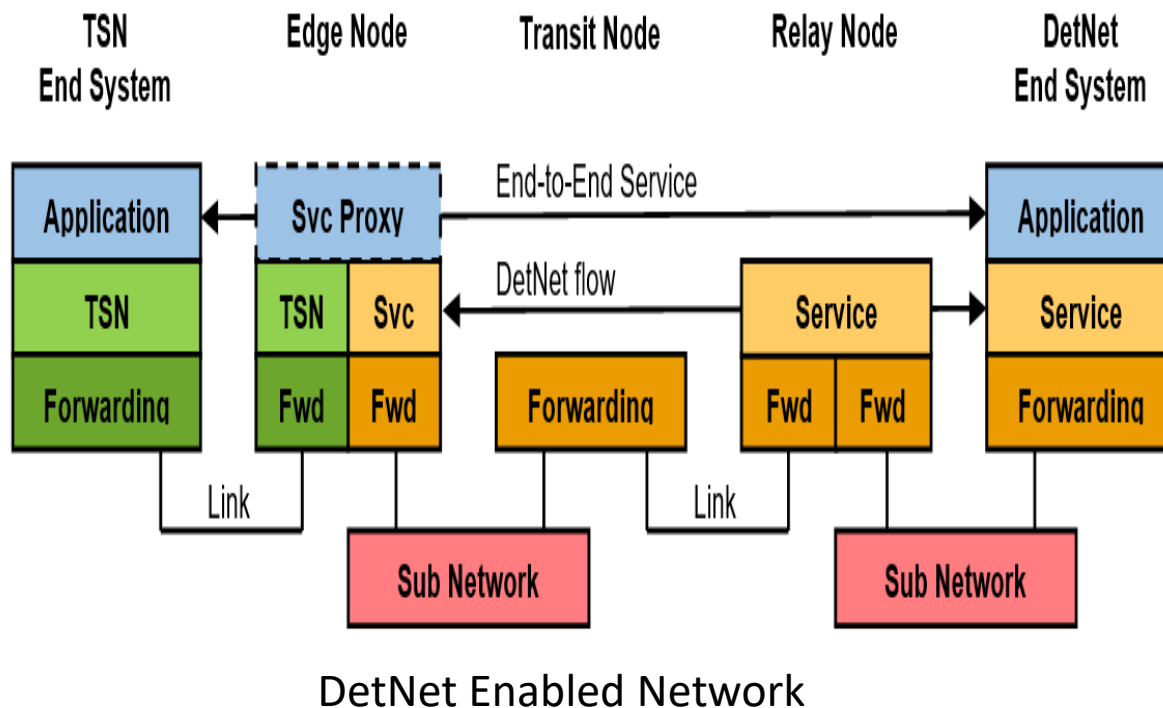 TSN
End System
Edge Node
Transit Node
Relay Node
DetNet
End System
End-to-End Service
Application
Svc Proxy
Application
DetNet flow
TSN
TSN
Svc
Service
Service
Forwarding
Fwd
Fwd
Forwarding
Fwd
Fwd
Forwarding
Link
Link
Sub Network
Sub Network
DetNet Enabled Network